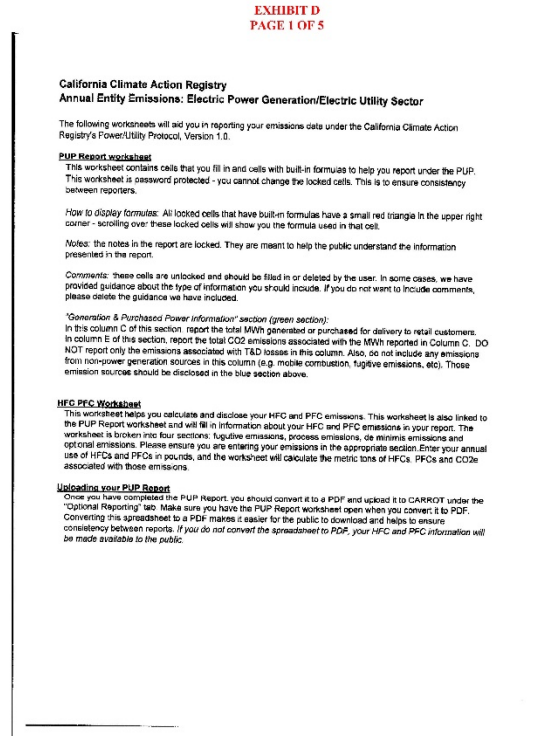 EXHIBIT D
PAGE 1 OF 5
California Climate Action Registry
Annual Entity Emissions: Electric Power Generation/Electric Utility Sector
The following worksheets will aid you in reporting your emissions data under the California Climate Action
Registry's Power/Utility Protocol, Version 1.0.
PUP Report worksheet
This worksheet contains cells that you fill in and cells with built-in formulas to help you report under the PUP.
This worksheet is password protected - you cannot change the locked cells. This is to ensure consistency
between reporters.
How to display formulas: All locked cells that have built-in formulas have a small red triangle in the upper right
corner - scrolling over these locked cells will show you the formula used in that cell.
Notes: the notes in the report are locked. They are meant to help the public understand the information
presented in the report.
Comments: these cells are unlocked and should be filled in or deleted by the user. In some cases, we have
provided guidance about the type of information you should include. If you do not want to include comments,
please delete the guidance we have included.
"Generation & Purchased Power Information" section (green section):
In this column C of this section, report the total MWh generated or purchased for delivery to retail customers.
In column E of this section, report the total CO2 emissions associated with the MWh reported in Column C. DO
NOT report only the emissions associated with T&D losses in this column. Also, do not include any emissions
from non-power generation sources in this column (e.g. mobile combustion, fugitive emissions, etc). Those
emission sources should be disclosed in the blue section above.
HFC PFC Worksheet
This worksheet helps you calculate and disclose your HFC and PFC emissions. This worksheet is also linked to
the PUP Report worksheet and will fill in information about your HFC and PFC emissions in your report. The
worksheet is broken into four sections: fugutive emissions, process emissions, de minimis emissions and
optional emissions. Please ensure you are entering your emissions in the appropriate section.Enter your annual
use of HFCs and PFCs in pounds, and the worksheet will calculate the metric tons of HFCs, PFCs and CO2e
associated with those emissions.
Uploading your PUP Report
Once you have completed the PUP Report, you should convert it to a PDF and upload it to CARROT under the
"Optional Reporting" tab. Make sure you have the PUP Report worksheet open when you convert it to PDF.
Converting this spreadsheet to a PDF makes it easier for the public to download and helps to ensure
consistency between reports. If you do not convert the spreadsheet to PDF, your HFC and PFC information will
be made available to the public.